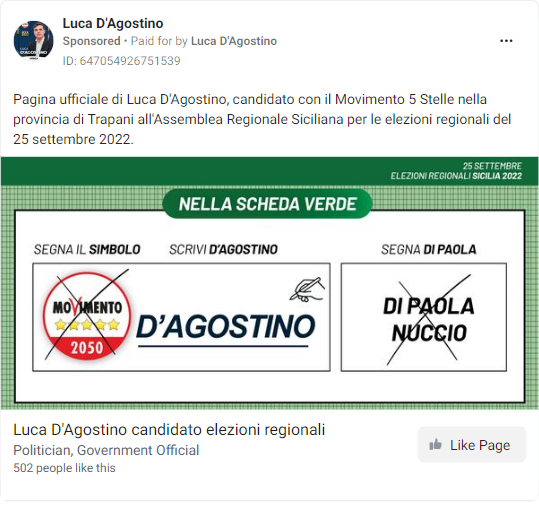 Luca D'Agostino
Sponsored • Paid for by Luca D'Agostino
ID: 647054926751539
Pagina ufficiale di Luca D'Agostino, candidato con il Movimento 5 Stelle nella
provincia di Trapani all'Assemblea Regionale Siciliana per le elezioni regionali del
25 settembre 2022.
25 SETTEMBRE
ELEZIONI REGIONALI SICILIA 2022
NELLA SCHEDA VERDE
SEGNA IL SIMBOLO SCRIVI D'AGOSTINO SEGNA DI PAOLA
MOVIMENTO
2050
D'AGOSTINO
DI PAOLA
NUCCIO
Luca D'Agostino candidato elezioni regionali
Politician, Government Official
502 people like this
Like Page